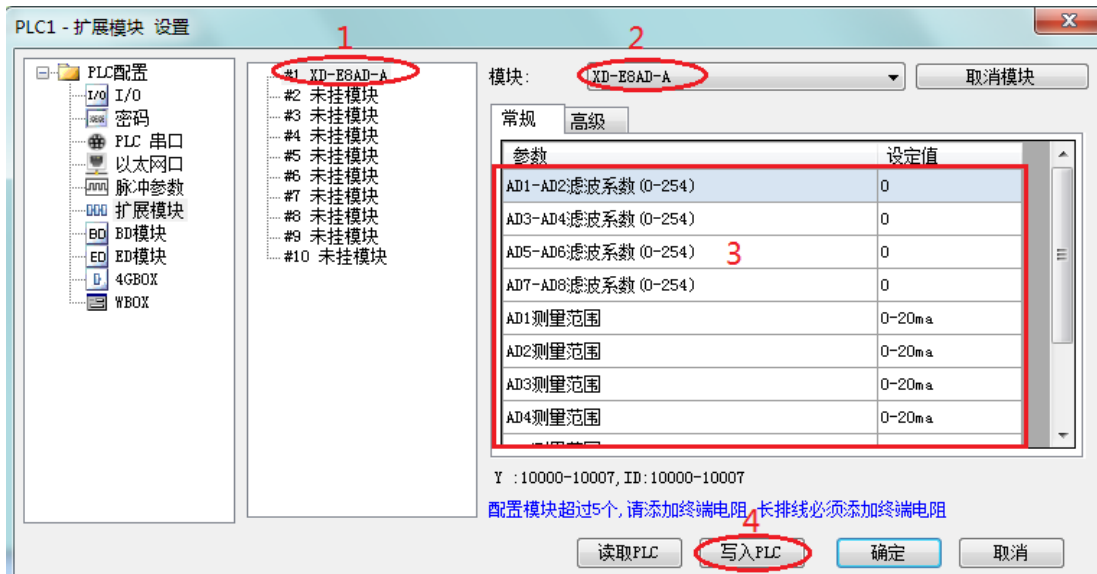 PLC1 - 扩展模块 设置
1
2
3
4
PLC配置
I/O I/O
密码
PLC 串口
以太网口
脉冲参数
扩展模块
BD BD模块
ED ED模块
4GBOX
WBOX
#1 XD-E8AD-A
#2 未挂模块
#3 未挂模块
#4 未挂模块
#5 未挂模块
#6 未挂模块
#7 未挂模块
#8 未挂模块
#9 未挂模块
#10 未挂模块
模块: XD-E8AD-A 取消模块
常规 高级
参数 设定值
AD1-AD2滤波系数(0-254) 0
AD3-AD4滤波系数(0-254) 0
AD5-AD6滤波系数(0-254) 0
AD7-AD8滤波系数(0-254) 0
AD1测量范围 0-20ma
AD2测量范围 0-20ma
AD3测量范围 0-20ma
AD4测量范围 0-20ma
Y :10000-10007,ID:10000-10007
配置模块超过5个,请添加终端电阻,长排线必须添加终端电阻
读取PLC 写入PLC 确定 取消